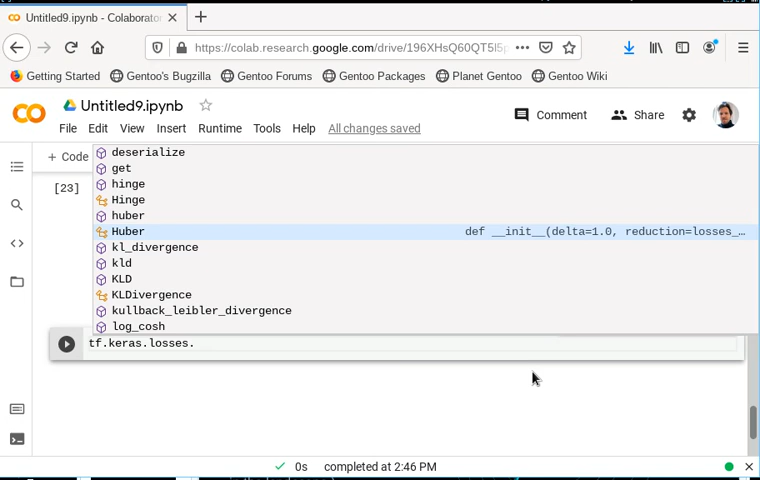 Untitled9.ipynb - Colaborator
https://colab.research.google.com/drive/196XHsQ60QT5l5p
Getting Started Gentoo's Bugzilla Gentoo Forums Gentoo Packages Planet Gentoo Gentoo Wiki
Untitled9.ipynb
Comment Share
File Edit View Insert Runtime Tools Help All changes saved
+ Code
[23]
deserialize
get
hinge
Hinge
huber
Huber def __init__(delta=1.0, reduction=losses_…
kl_divergence
kld
KLD
KLDivergence
kullback_leibler_divergence
log_cosh
tf.keras.losses.
0s completed at 2:46 PM